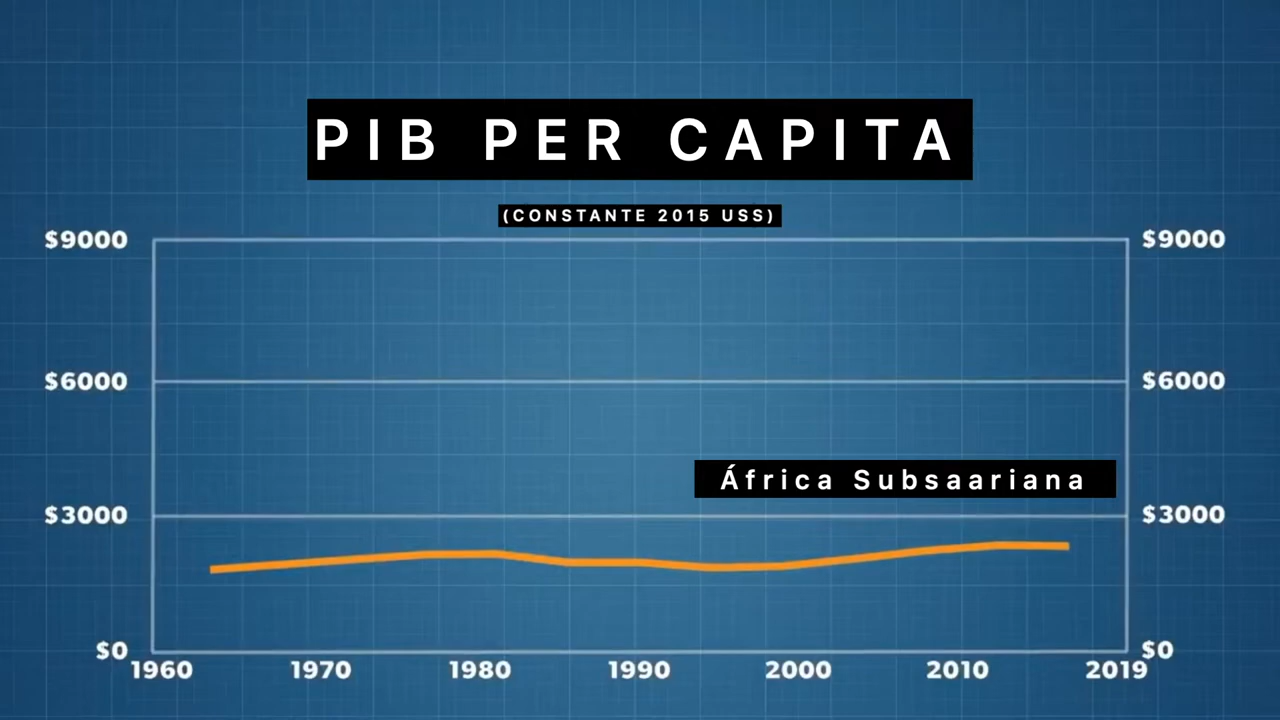 PIB PER CAPITA
(CONSTANTE 2015 USS)
$9000 $9000
$6000 $6000
África Subsaariana
$3000 $3000
$0 $0
1960 1970 1980 1990 2000 2010 2019